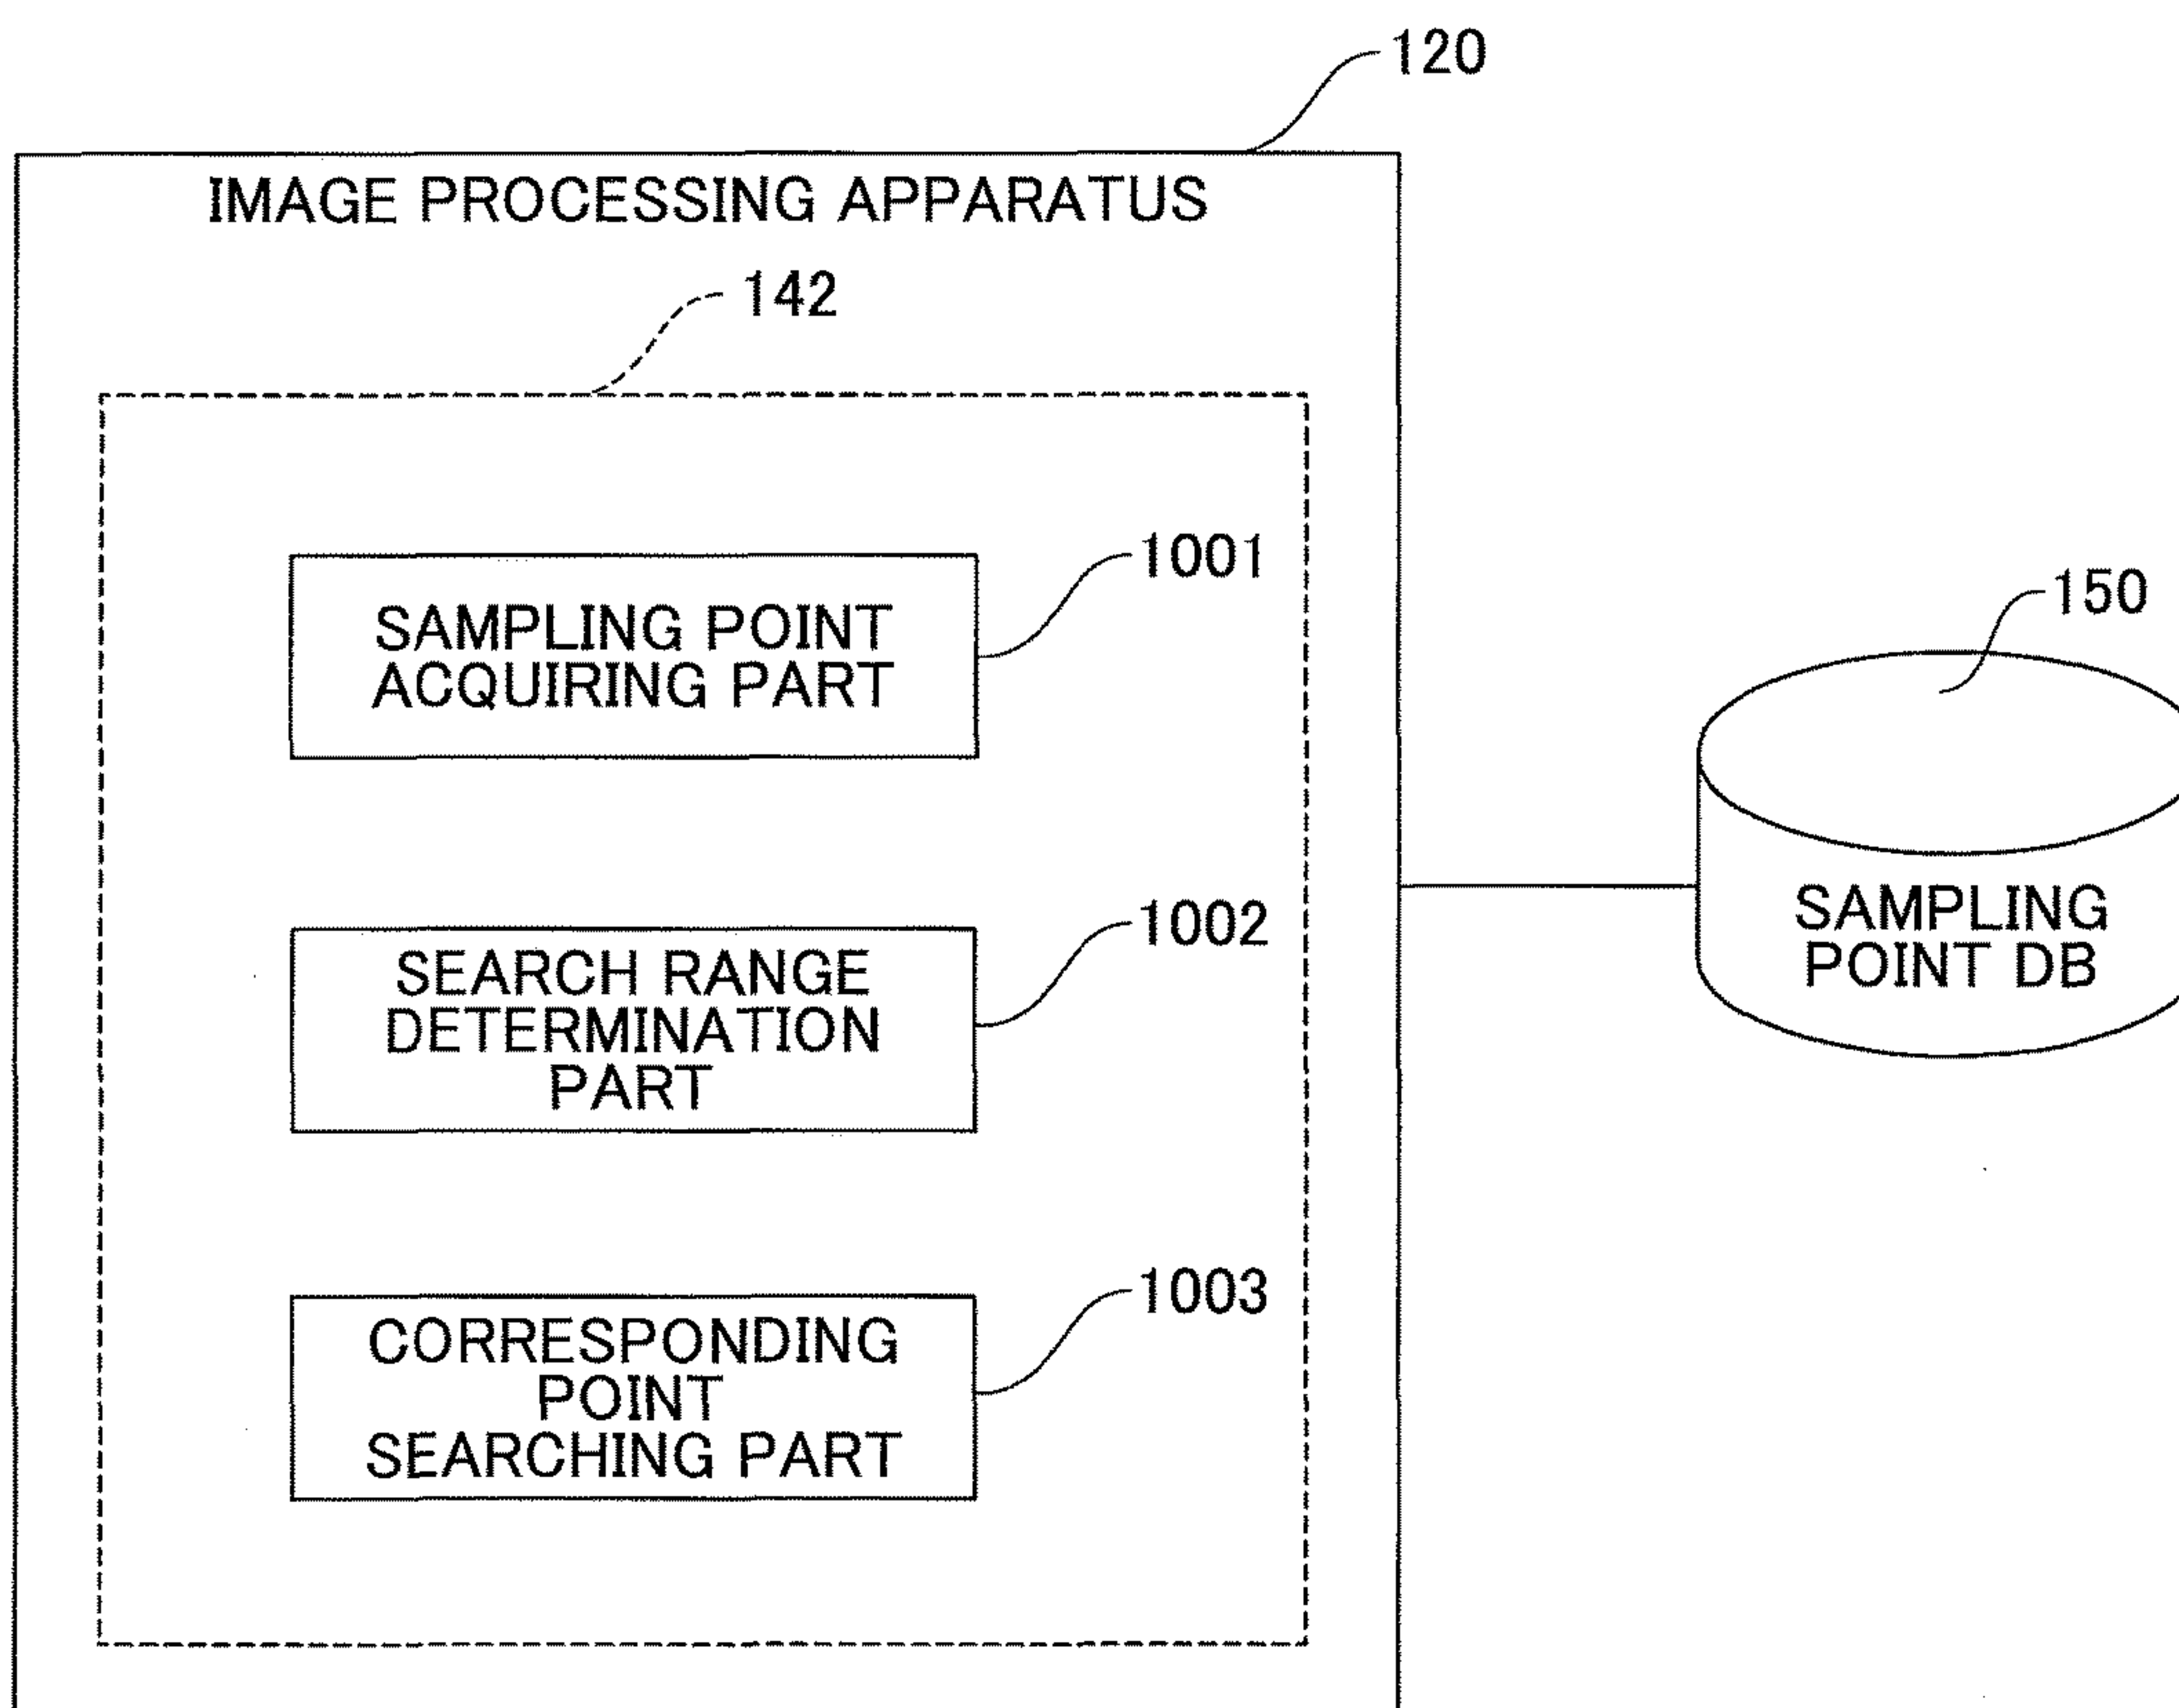 120
IMAGE PROCESSING APPARATUS
142
1001
SAMPLING POINT
ACQUIRING PART
150
1002
SEARCH RANGE
DETERMINATION
PART
SAMPLING
POINT DB
1003
CORRESPONDING
POINT
SEARCHING PART